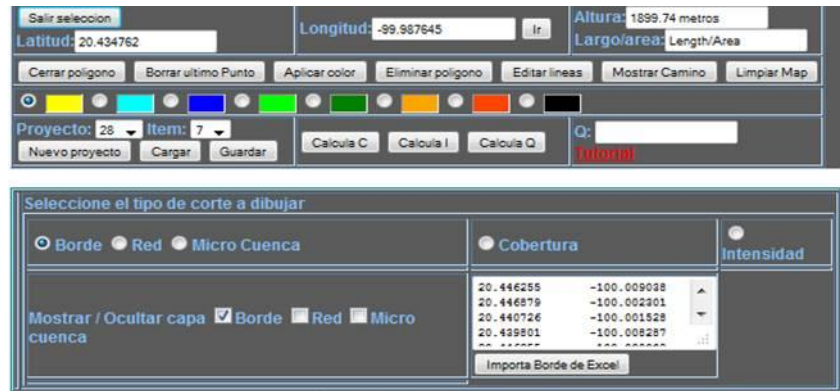 Salir seleccion
Latitud: 20.434762
Longitud: -99.987645 Ir
Altura: 1899.74 metros
Largo/area: Length/Area
Cerrar poligono Borrar ultimo Punto Aplicar color Eliminar poligono Editar lineas Mostrar Camino Limpiar Map
Proyecto: 28 Item: 7
Nuevo proyecto Cargar Guardar
Calcula C Calcula I Calcula Q
Q:
Tutorial
Seleccione el tipo de corte a dibujar
Borde Red Micro Cuenca
Cobertura
Intensidad
Mostrar / Ocultar capa Borde Red Micro
cuenca
20.446255 -100.009038
20.446879 -100.002301
20.440726 -100.001528
20.439801 -100.008287
Importa Borde de Excel